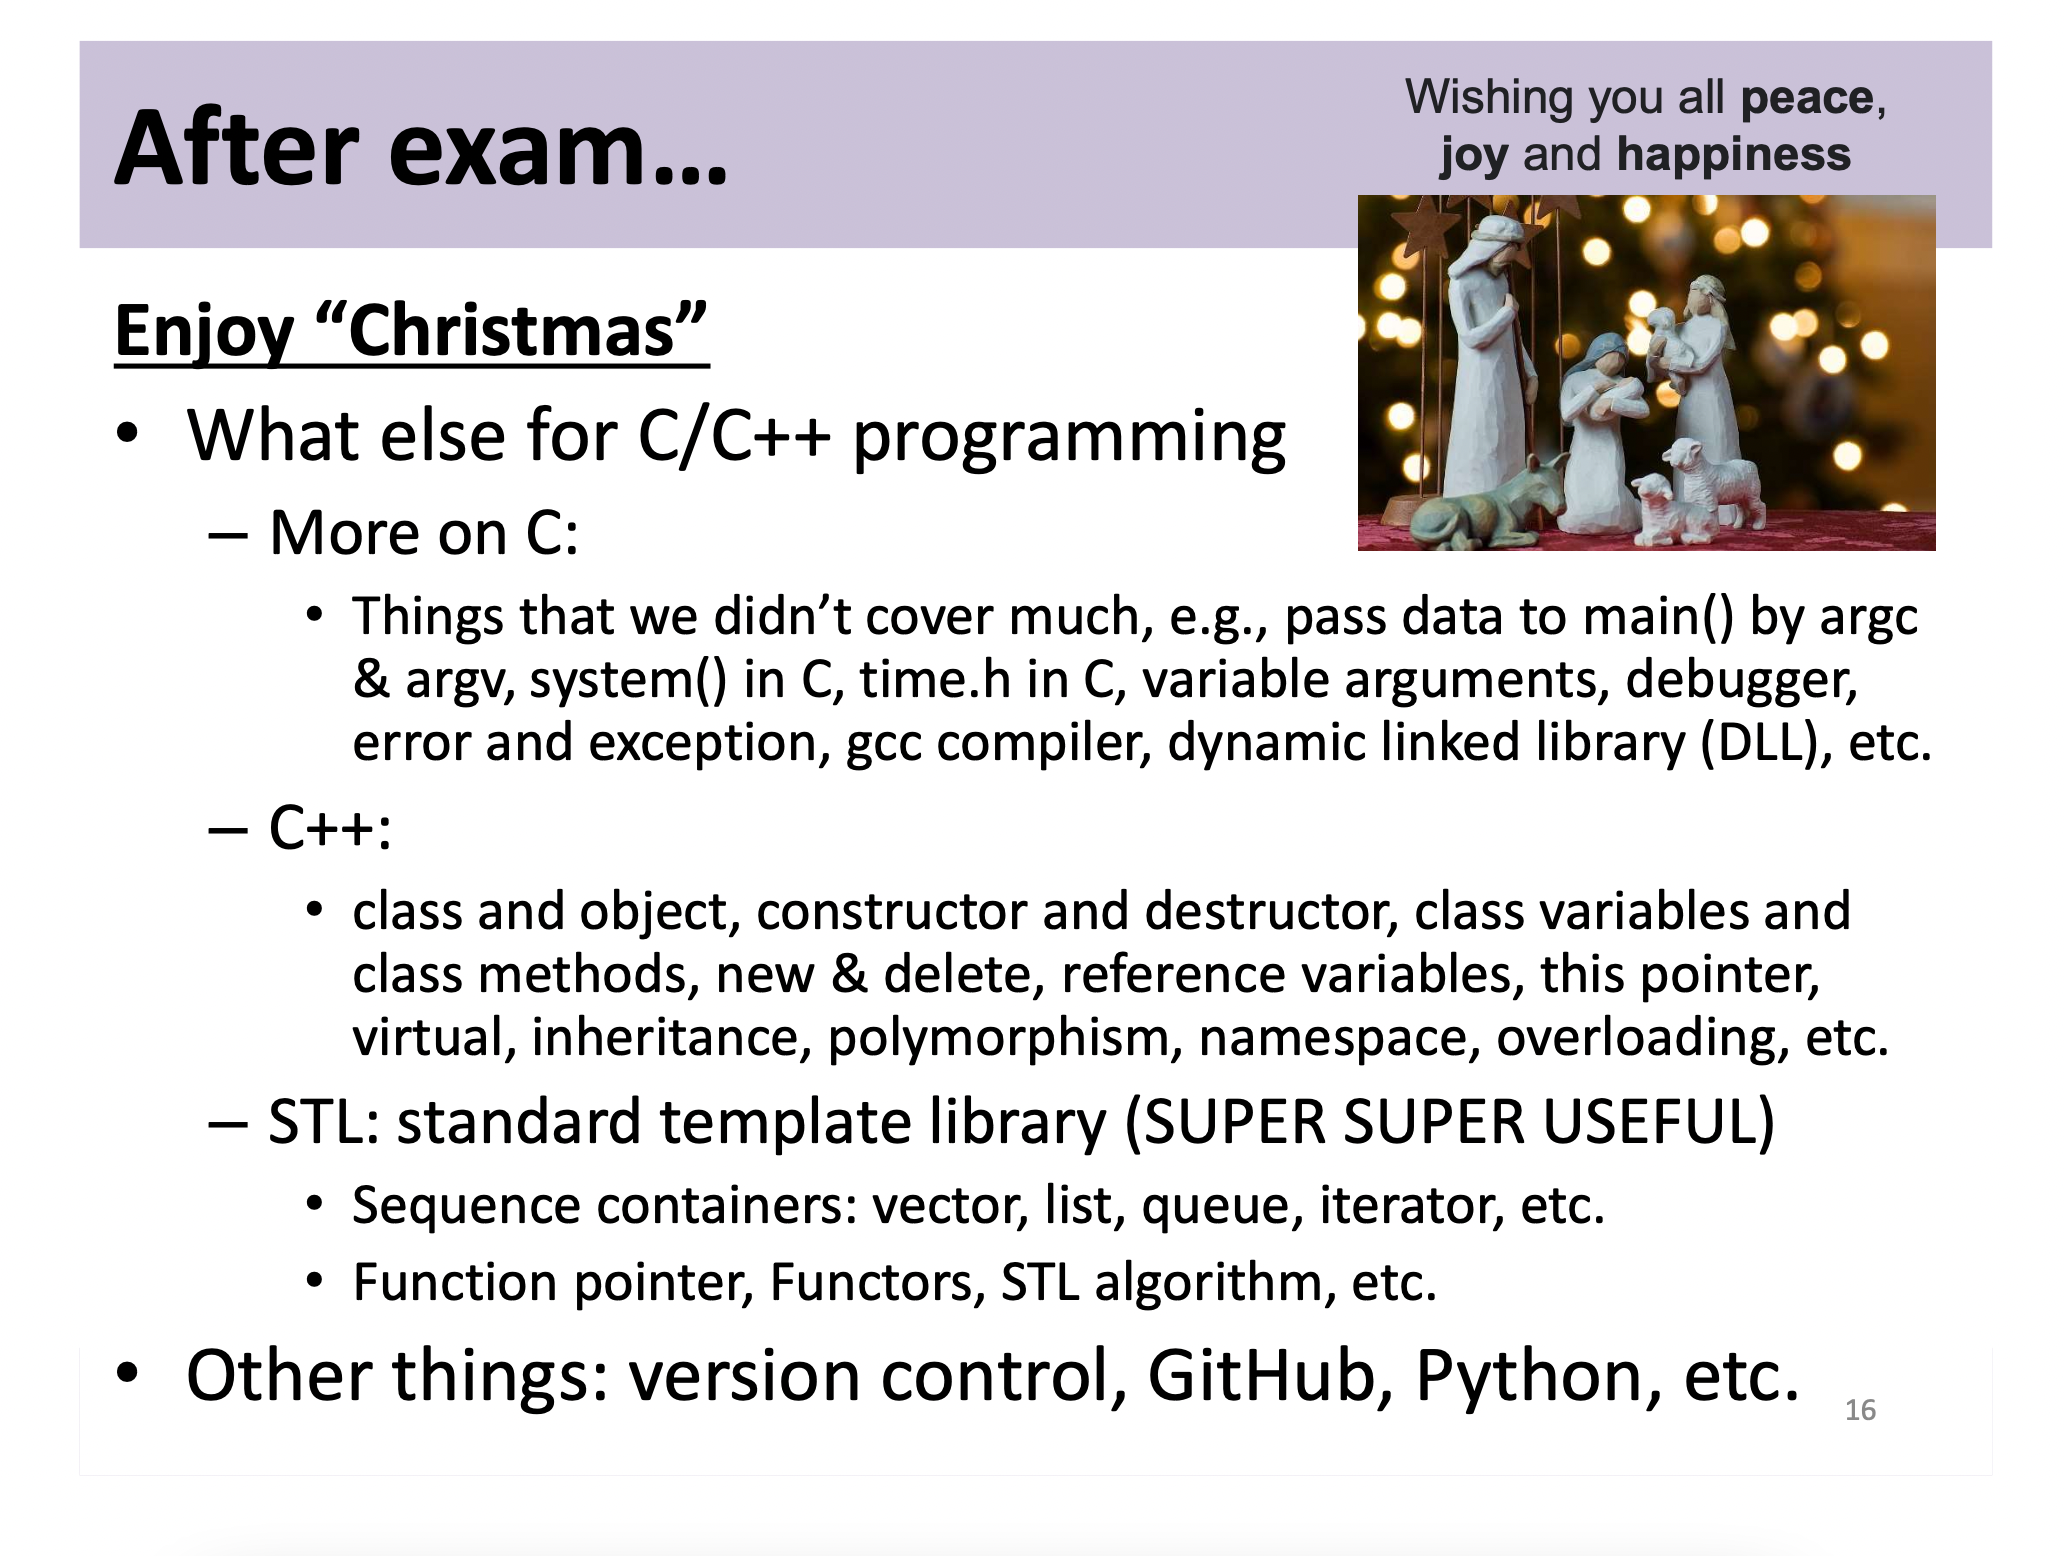 After exam...
Wishing you all peace,
joy and happiness
Enjoy “Christmas”
• What else for C/C++ programming
– More on C:
• Things that we didn’t cover much, e.g., pass data to main() by argc
& argv, system() in C, time.h in C, variable arguments, debugger,
error and exception, gcc compiler, dynamic linked library (DLL), etc.
– C++:
• class and object, constructor and destructor, class variables and
class methods, new & delete, reference variables, this pointer,
virtual, inheritance, polymorphism, namespace, overloading, etc.
– STL: standard template library (SUPER SUPER USEFUL)
• Sequence containers: vector, list, queue, iterator, etc.
• Function pointer, Functors, STL algorithm, etc.
• Other things: version control, GitHub, Python, etc.
16